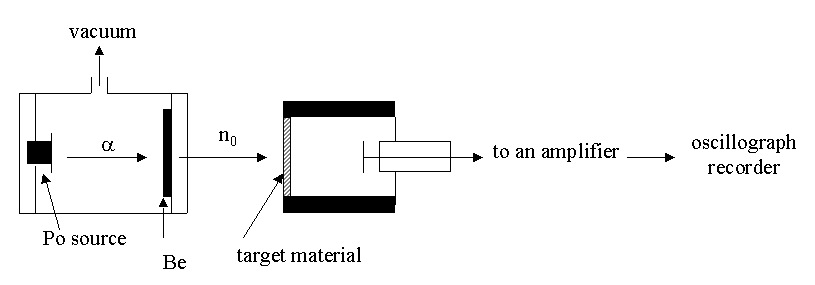 vacuum
α
n0
to an amplifier
oscillograph
recorder
Po source
Be
target material